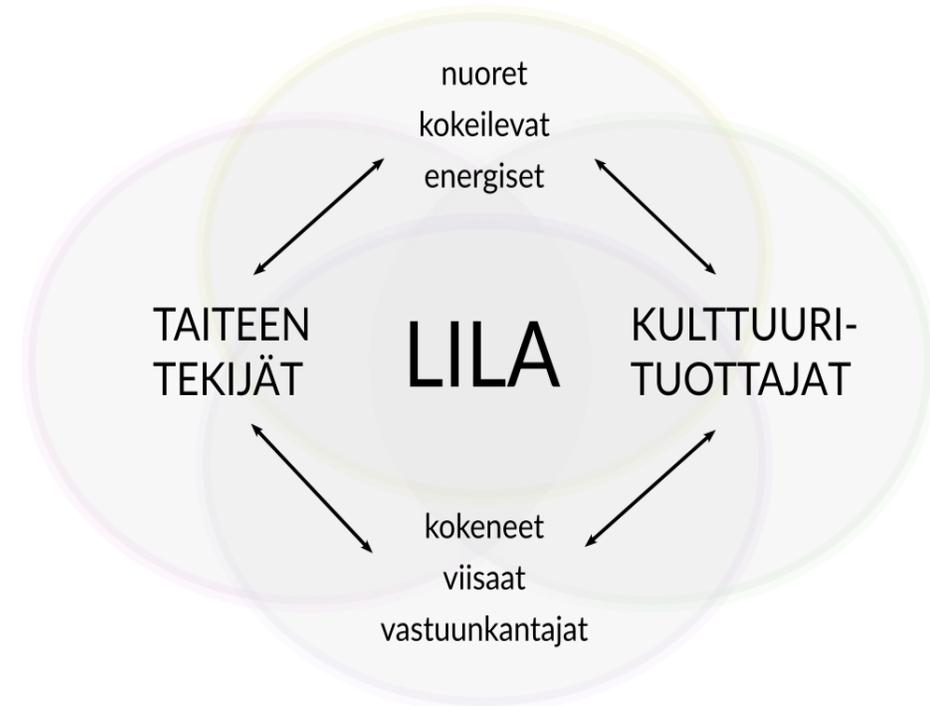 nuoret
kokeilevat
energiset
TAITEEN
TEKIJÄT
LILA
KULTTUURI-
TUOTTAJAT
kokeneet
viisaat
vastuunkantajat